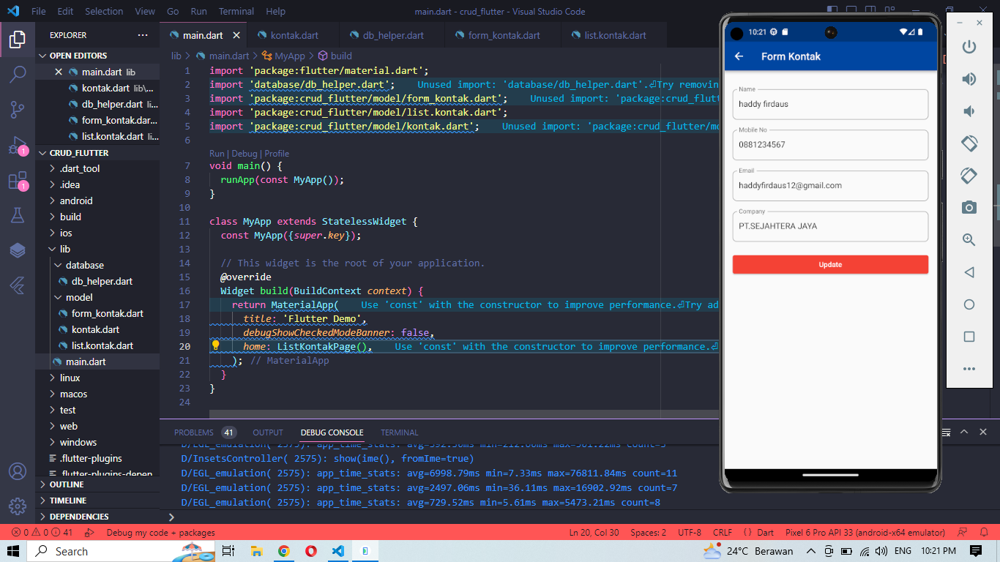 File Edit Selection View Go Run Terminal Help
main.dart - crud_flutter - Visual Studio Code
EXPLORER
OPEN EDITORS
main.dart lib
kontak.dart lib\...
db_helper.dart li...
form_kontak.dar...
list.kontak.dart li...
CRUD_FLUTTER
.dart_tool
.idea
android
build
ios
lib
database
db_helper.dart
model
form_kontak.dart
kontak.dart
list.kontak.dart
main.dart
linux
macos
test
web
windows
.flutter-plugins
.flutter-plugins-depen
OUTLINE
TIMELINE
DEPENDENCIES
1
1
main.dart kontak.dart db_helper.dart form_kontak.dart list.kontak.dart
lib > main.dart > MyApp > build
1 import 'package:flutter/material.dart';
2 import 'database/db_helper.dart'; Unused import: 'database/db_helper.dart'.⏎Try removin
3 import 'package:crud_flutter/model/form_kontak.dart'; Unused import: 'package:crud_flutt
4 import 'package:crud_flutter/model/list.kontak.dart';
5 import 'package:crud_flutter/model/kontak.dart'; Unused import: 'package:crud_flutter/mo
6
Run | Debug | Profile
7 void main() {
8 runApp(const MyApp());
9 }
10
11 class MyApp extends StatelessWidget {
12 const MyApp({super.key});
13
14 // This widget is the root of your application.
15 @override
16 Widget build(BuildContext context) {
17 return MaterialApp( Use 'const' with the constructor to improve performance.⏎Try ad
18 title: 'Flutter Demo',
19 debugShowCheckedModeBanner: false,
20 home: ListKontakPage(), Use 'const' with the constructor to improve performance.⏎
21 ); // MaterialApp
22 }
23 }
24
PROBLEMS 41 OUTPUT DEBUG CONSOLE TERMINAL
D/InsetsController( 2575): show(ime(), fromIme=true)
D/EGL_emulation( 2575): app_time_stats: avg=6998.79ms min=7.33ms max=76811.84ms count=11
D/EGL_emulation( 2575): app_time_stats: avg=2497.06ms min=36.11ms max=16902.92ms count=7
D/EGL_emulation( 2575): app_time_stats: avg=729.52ms min=5.61ms max=5473.21ms count=8
10:21
Form Kontak
Name
haddy firdaus
Mobile No
0881234567
Email
haddyfirdaus12@gmail.com
Company
PT.SEJAHTERA JAYA
Update
0 0 41 Debug my code + packages
Ln 20, Col 30 Spaces: 2 UTF-8 CRLF {} Dart Pixel 6 Pro API 33 (android-x64 emulator)
Search
24°C Berawan ENG 10:21 PM